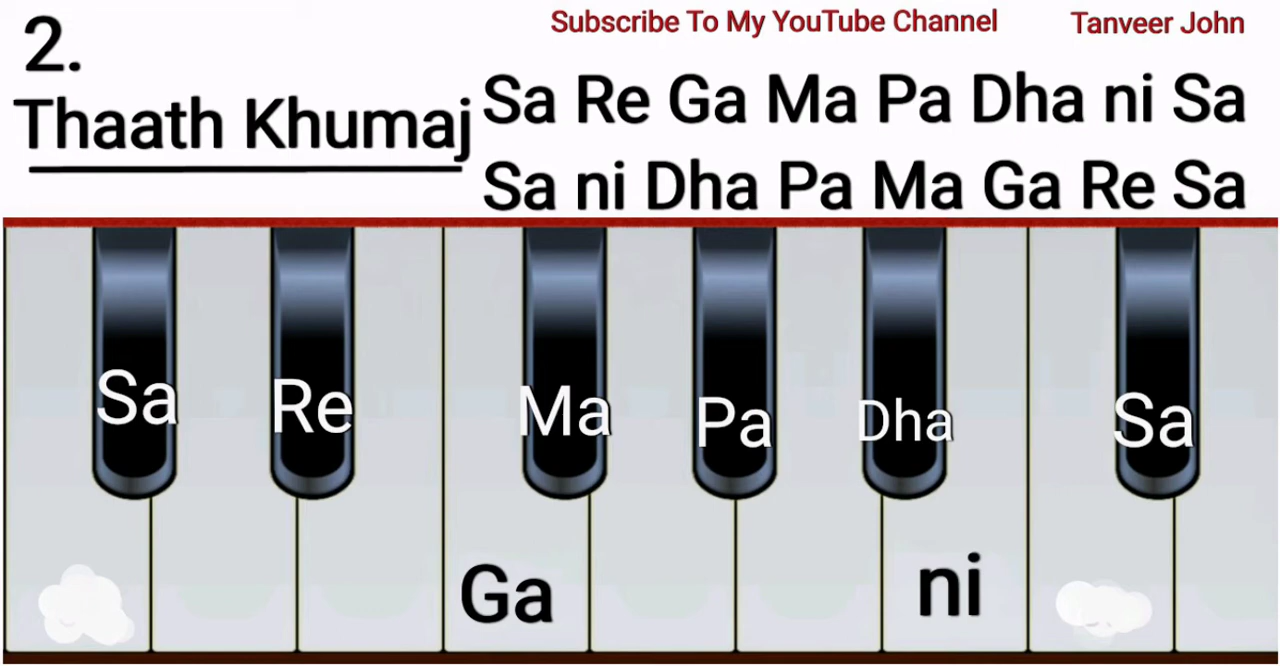 2.
Subscribe To My YouTube Channel Tanveer John
Thaath Khumaj
Sa Re Ga Ma Pa Dha ni Sa
Sa ni Dha Pa Ma Ga Re Sa
Sa Re Ma Pa Dha Sa
Ga ni